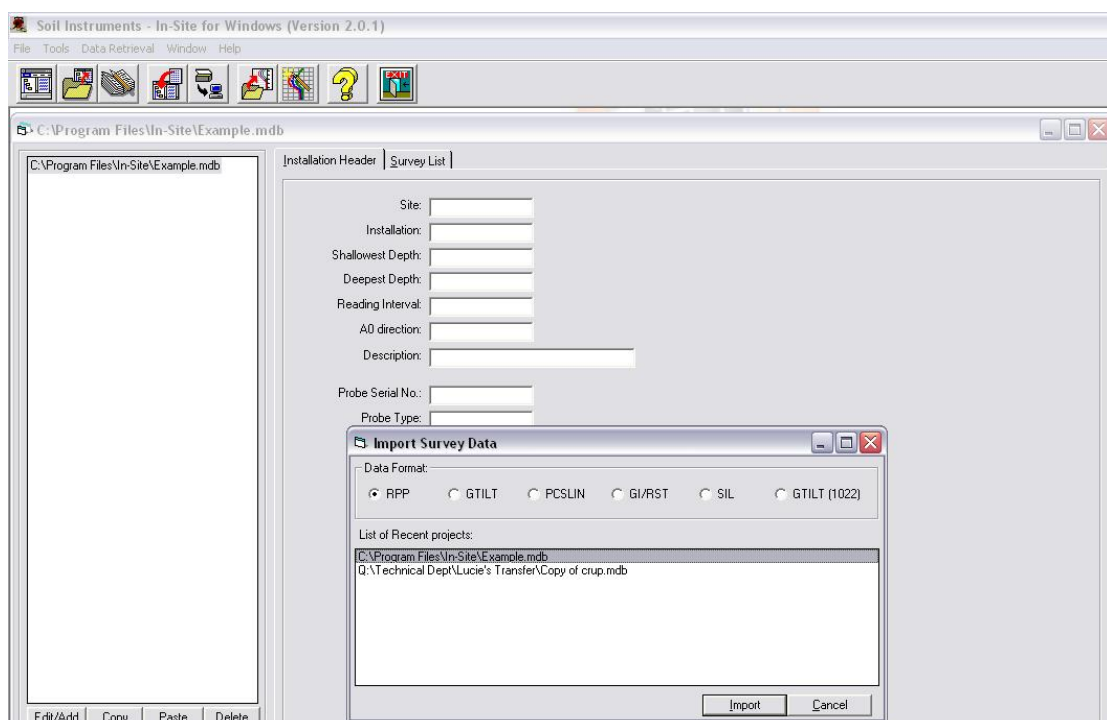 Soil Instruments - In-Site for Windows (Version 2.0.1)
File Tools Data Retrieval Window Help
EXIT
C:\Program Files\In-Site\Example.mdb
C:\Program Files\In-Site\Example.mdb
Installation Header Survey List
Site:
Installation:
Shallowest Depth:
Deepest Depth:
Reading Interval:
A0 direction:
Description:
Probe Serial No.:
Probe Type:
Import Survey Data
Data Format:
RPP GTILT PCSLIN GI/RST SIL GTILT (1022)
List of Recent projects:
C:\Program Files\In-Site\Example.mdb
Q:\Technical Dept\Lucie's Transfer\Copy of crup.mdb
Import Cancel
Edit/Add Copy Paste Delete